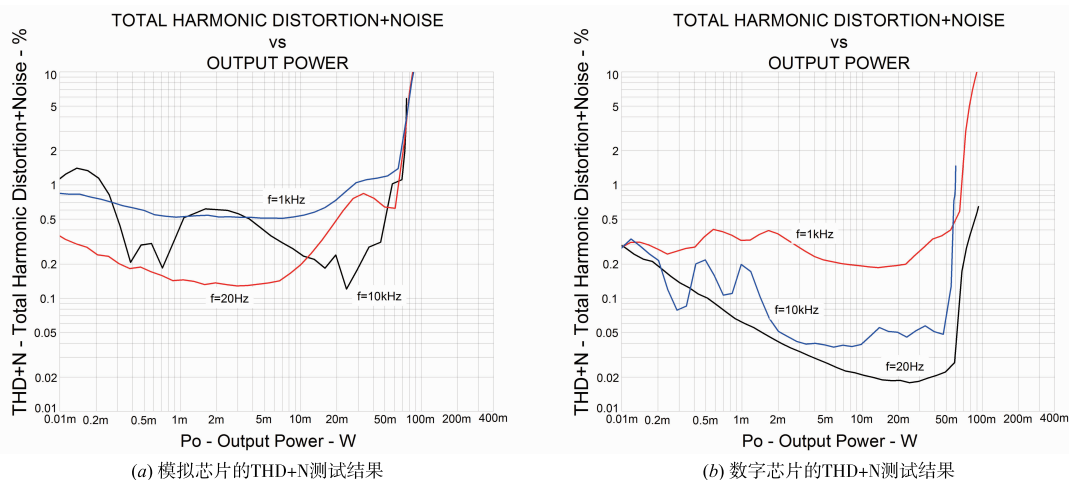 TOTAL HARMONIC DISTORTION+NOISE
vs
OUTPUT POWER
THD+N - Total Harmonic Distortion+Noise - %
10
5
2
1
0.5
0.2
0.1
0.05
0.02
0.01
f=1kHz
f=20Hz
f=10kHz
0.01m 0.2m 0.5m 1m 2m 5m 10m 20m 50m 100m 200m 400m
Po - Output Power - W
(a) 模拟芯片的THD+N测试结果
TOTAL HARMONIC DISTORTION+NOISE
vs
OUTPUT POWER
THD+N - Total Harmonic Distortion+Noise - %
10
5
2
1
0.5
0.2
0.1
0.05
0.02
0.01
f=1kHz
f=10kHz
f=20Hz
0.01m 0.2m 0.5m 1m 2m 5m 10m 20m 50m 100m 200m 400m
Po - Output Power - W
(b) 数字芯片的THD+N测试结果